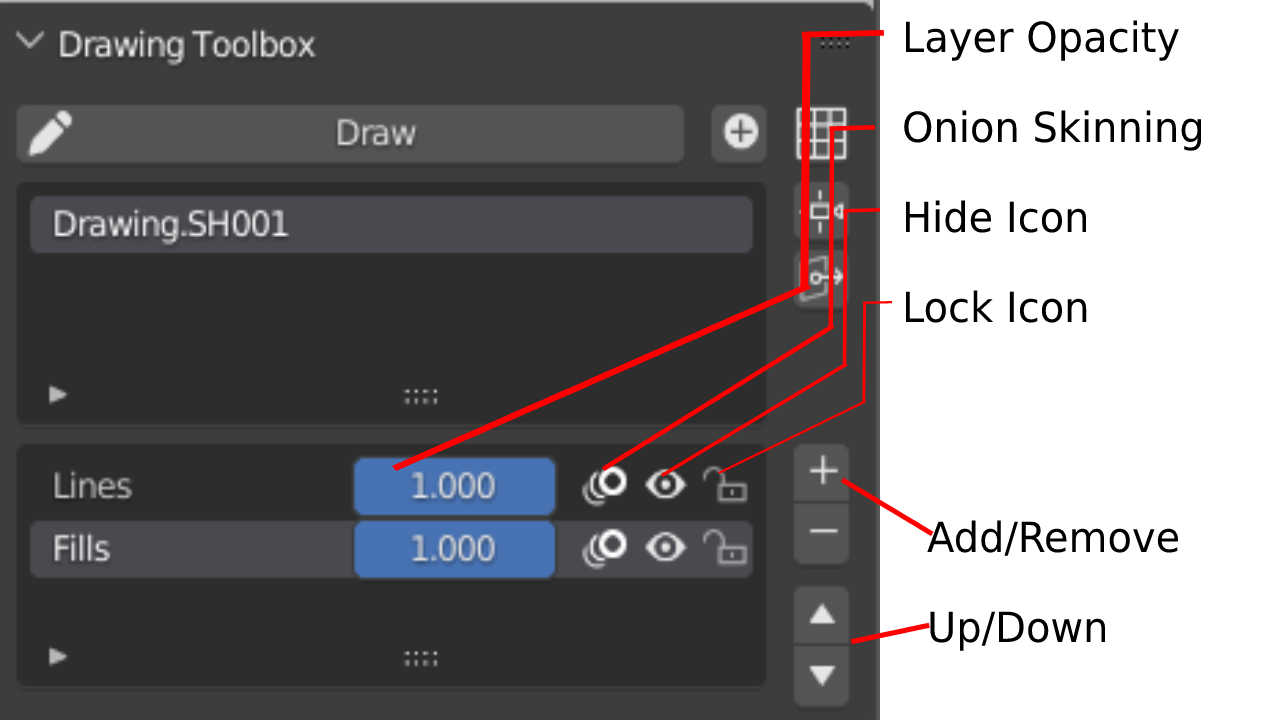 Drawing Toolbox
Layer Opacity
Draw
Onion Skinning
Drawing.SH001
Hide Icon
Lock Icon
Lines 1.000
Fills 1.000
Add/Remove
Up/Down